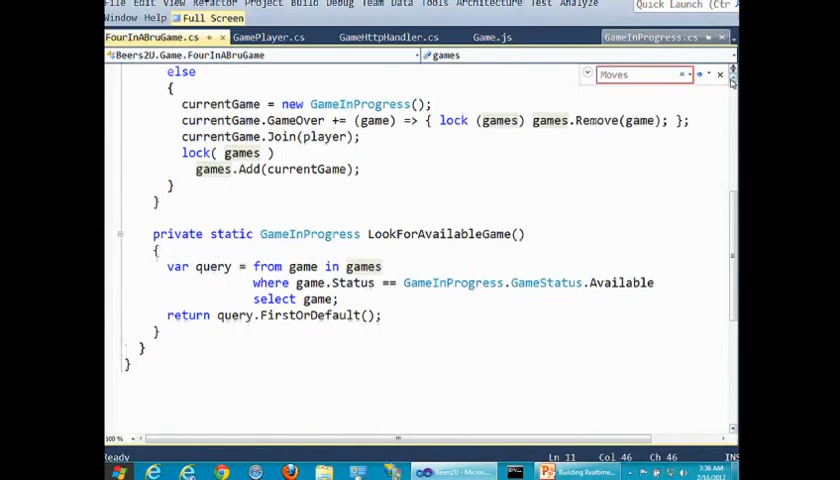 File Edit View Refactor Project Build Debug Team Data Tools Architecture Test Analyze
Quick Launch (Ctr
Window Help Full Screen
FourInABruGame.cs GamePlayer.cs GameHttpHandler.cs Game.js GameInProgress.cs
Beers2U.Game.FourInABruGame games
Moves
else
{
currentGame = new GameInProgress();
currentGame.GameOver += (game) => { lock (games) games.Remove(game); };
currentGame.Join(player);
lock( games )
games.Add(currentGame);
}
}
private static GameInProgress LookForAvailableGame()
{
var query = from game in games
where game.Status == GameInProgress.GameStatus.Available
select game;
return query.FirstOrDefault();
}
}
}
100 %
Ready Ln 11 Col 46 Ch 46 INS
Beers2U - Micros... Building Realtime...
7:36 AM
2/16/2012